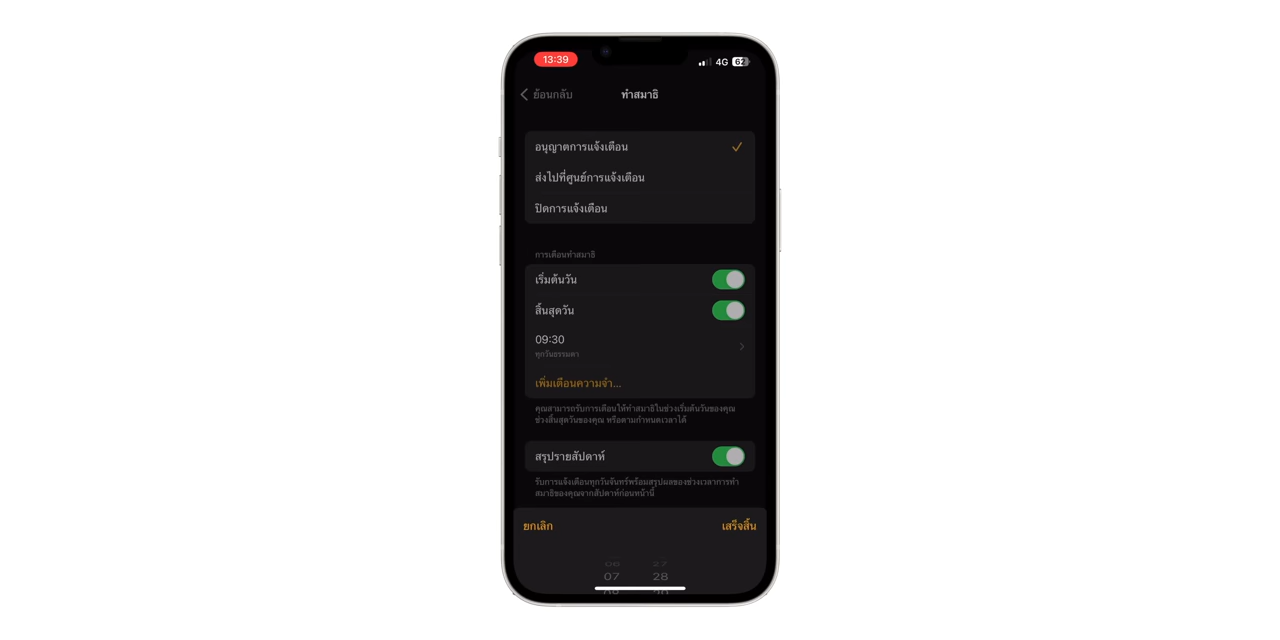 13:39
4G 62
ย้อนกลับ
ทำสมาธิ
อนุญาตการแจ้งเตือน
ส่งไปที่ศูนย์การแจ้งเตือน
ปิดการแจ้งเตือน
การเตือนทำสมาธิ
เริ่มต้นวัน
สิ้นสุดวัน
09:30
ทุกวันธรรมดา
เพิ่มเตือนความจำ...
คุณสามารถรับการเตือนให้ทำสมาธิในช่วงเริ่มต้นวันของคุณ
ช่วงสิ้นสุดวันของคุณ หรือตามกำหนดเวลาได้
สรุปรายสัปดาห์
รับการแจ้งเตือนทุกวันจันทร์พร้อมสรุปผลของช่วงเวลาการทำ
สมาธิของคุณจากสัปดาห์ก่อนหน้านี้
ยกเลิก
เสร็จสิ้น
06 27
07 28